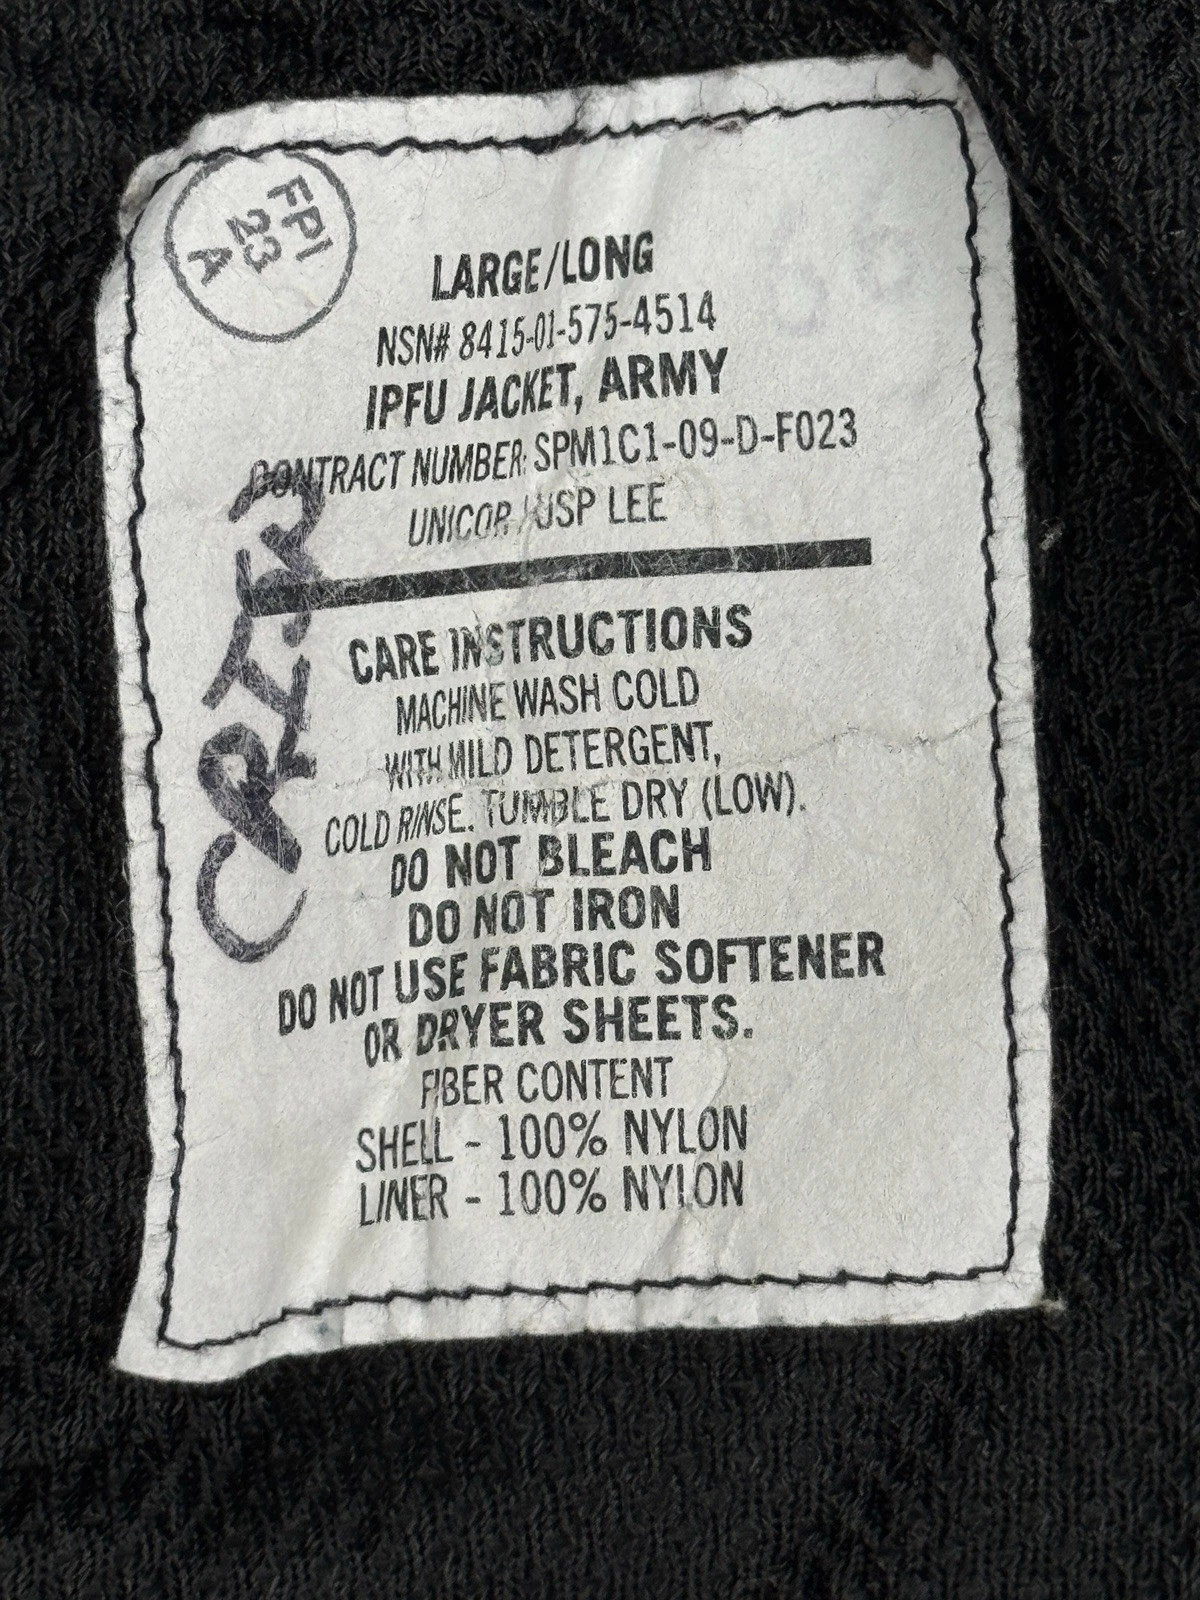 FPI
23
A
LARGE/LONG
NSN# 8415-01-575-4514
IPFU JACKET, ARMY
CONTRACT NUMBER: SPM1C1-09-D-F023
UNICOR/USP LEE
CARE INSTRUCTIONS
MACHINE WASH COLD
WITH MILD DETERGENT,
COLD RINSE. TUMBLE DRY (LOW).
DO NOT BLEACH
DO NOT IRON
DO NOT USE FABRIC SOFTENER
OR DRYER SHEETS.
FIBER CONTENT
SHELL - 100% NYLON
LINER - 100% NYLON